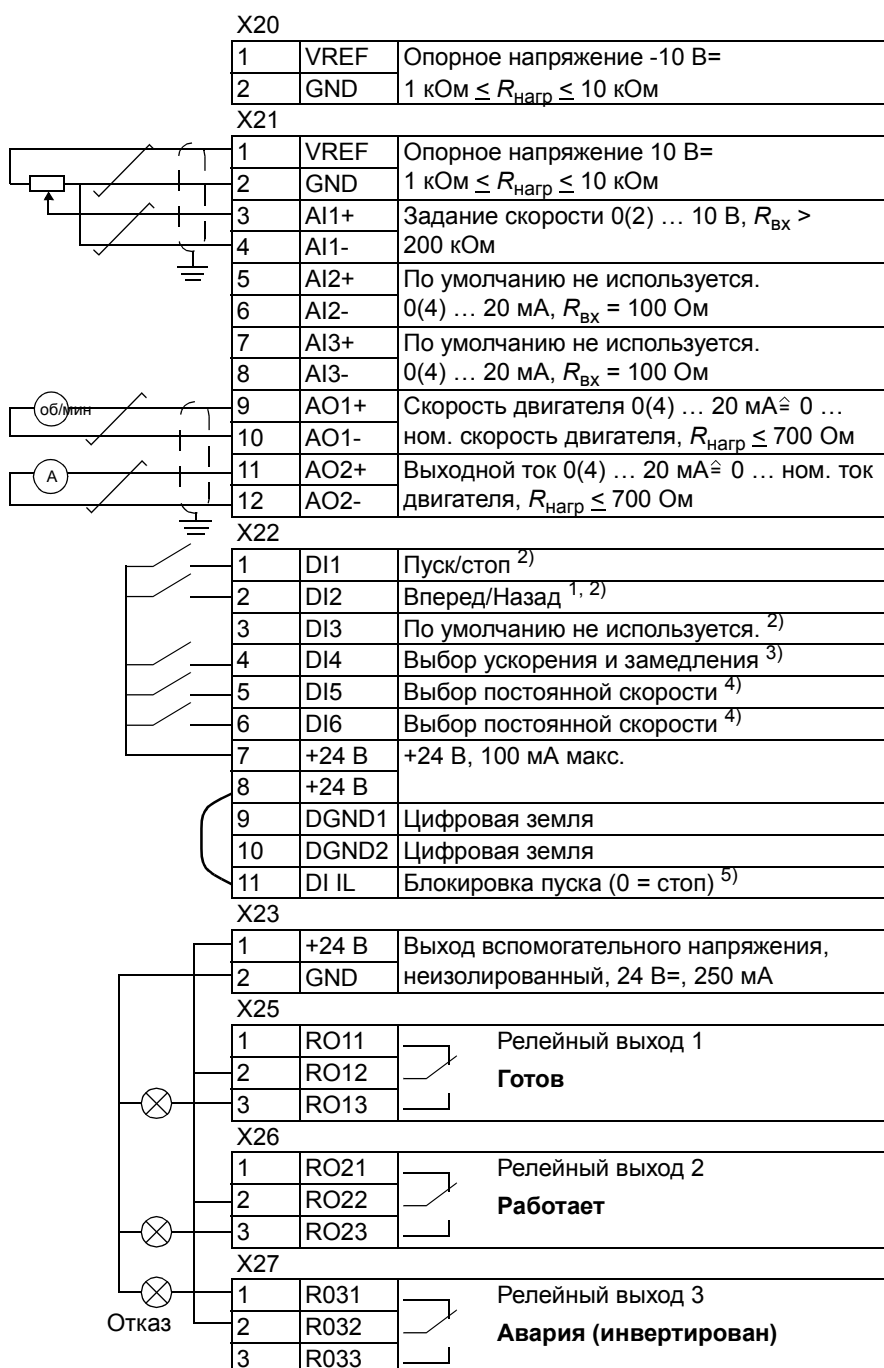 X20
1 VREF Опорное напряжение -10 В=
2 GND 1 кОм ≤ Rнагр ≤ 10 кОм
X21
1 VREF Опорное напряжение 10 В=
2 GND 1 кОм ≤ Rнагр ≤ 10 кОм
3 AI1+ Задание скорости 0(2) … 10 В, Rвх >
4 AI1- 200 кОм
5 AI2+ По умолчанию не используется.
6 AI2- 0(4) … 20 мА, Rвх = 100 Ом
7 AI3+ По умолчанию не используется.
8 AI3- 0(4) … 20 мА, Rвх = 100 Ом
об/мин 9 AO1+ Скорость двигателя 0(4) … 20 мА ≙ 0 …
10 AO1- ном. скорость двигателя, Rнагр ≤ 700 Ом
A 11 AO2+ Выходной ток 0(4) … 20 мА ≙ 0 … ном. ток
12 AO2- двигателя, Rнагр ≤ 700 Ом
X22
1 DI1 Пуск/стоп 2)
2 DI2 Вперед/Назад 1, 2)
3 DI3 По умолчанию не используется. 2)
4 DI4 Выбор ускорения и замедления 3)
5 DI5 Выбор постоянной скорости 4)
6 DI6 Выбор постоянной скорости 4)
7 +24 В +24 В, 100 мА макс.
8 +24 В
9 DGND1 Цифровая земля
10 DGND2 Цифровая земля
11 DI IL Блокировка пуска (0 = стоп) 5)
X23
1 +24 В Выход вспомогательного напряжения,
2 GND неизолированный, 24 В=, 250 мА
X25
1 RO11 Релейный выход 1
2 RO12 Готов
3 RO13
X26
1 RO21 Релейный выход 2
2 RO22 Работает
3 RO23
X27
1 R031 Релейный выход 3
Отказ 2 R032 Авария (инвертирован)
3 R033